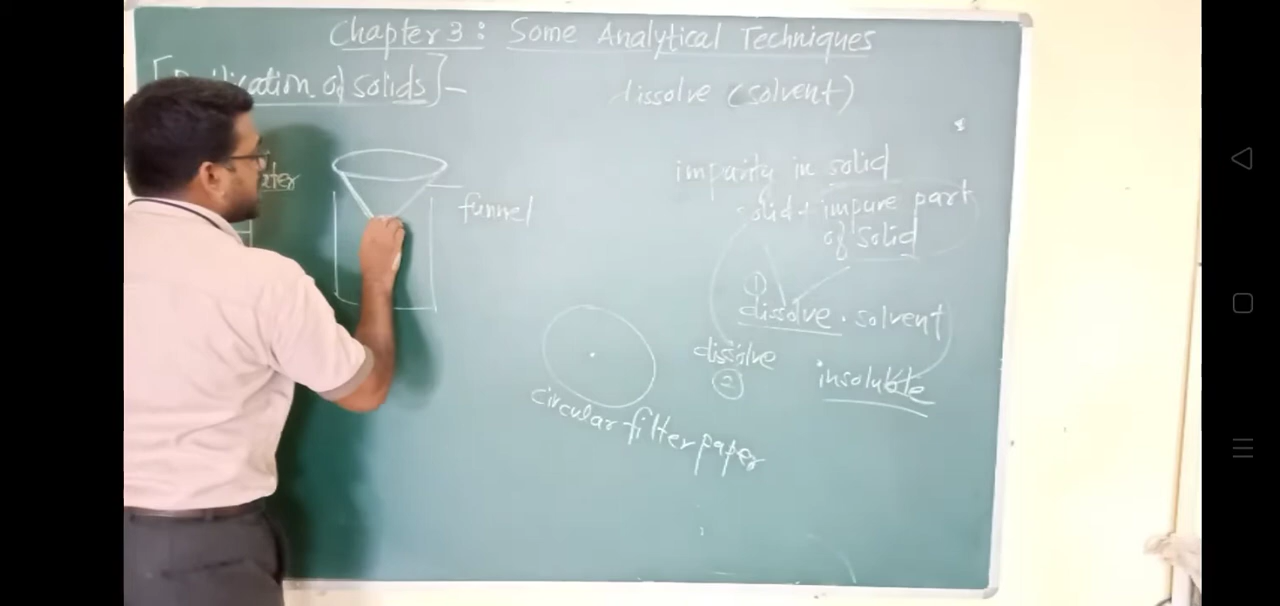 Chapter 3: Some Analytical Techniques
of solids] -
dissolve (solvent)
impurity in solid
solid + impure part
of solid
funnel
①
dissolve . solvent
dissolve
②
insoluble
circular filter paper